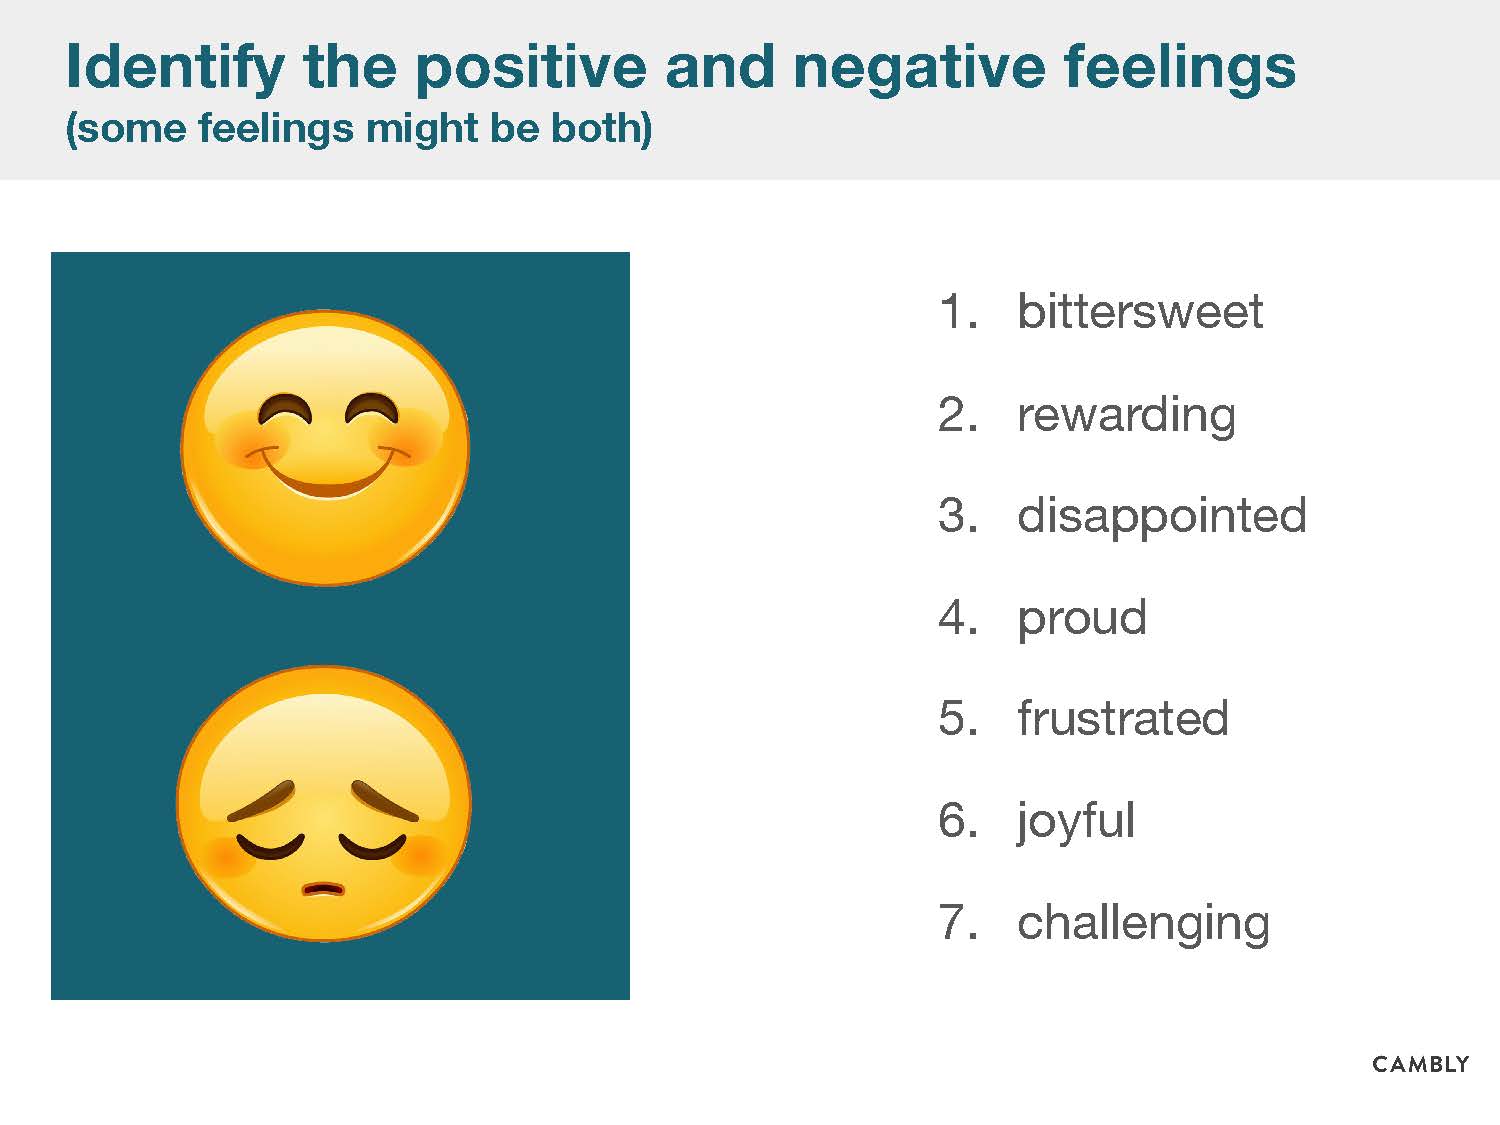 Identify the positive and negative feelings
(some feelings might be both)
1. bittersweet
2. rewarding
3. disappointed
4. proud
5. frustrated
6. joyful
7. challenging
CAMBLY